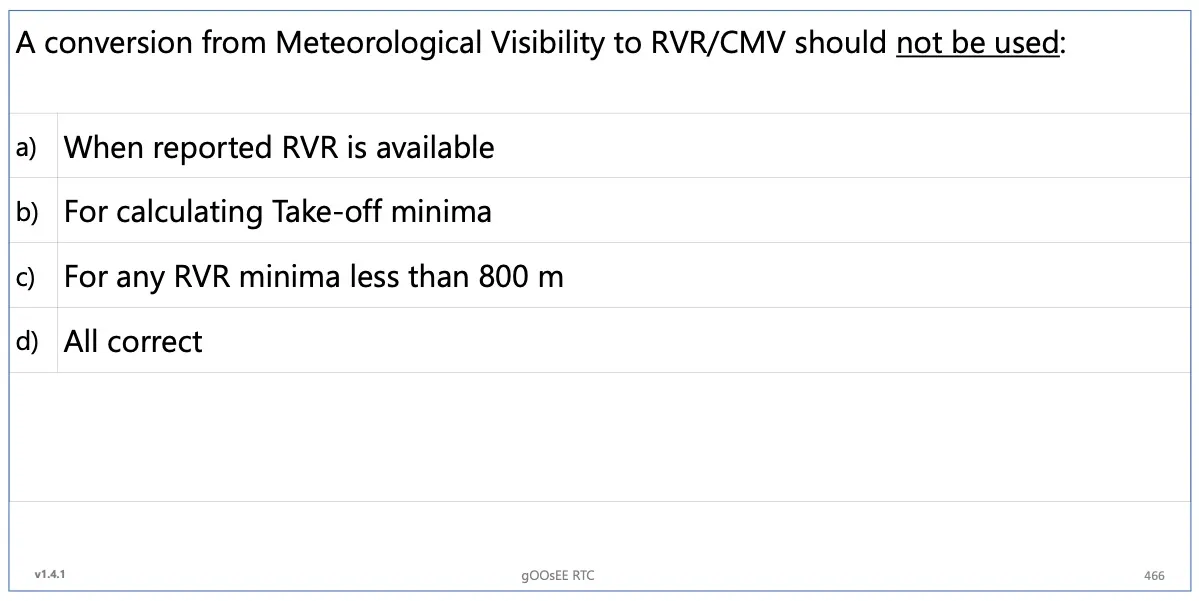 A conversion from Meteorological Visibility to RVR/CMV should not be used:
a) When reported RVR is available
b) For calculating Take-off minima
c) For any RVR minima less than 800 m
d) All correct
v1.4.1 gOOsEE RTC 466